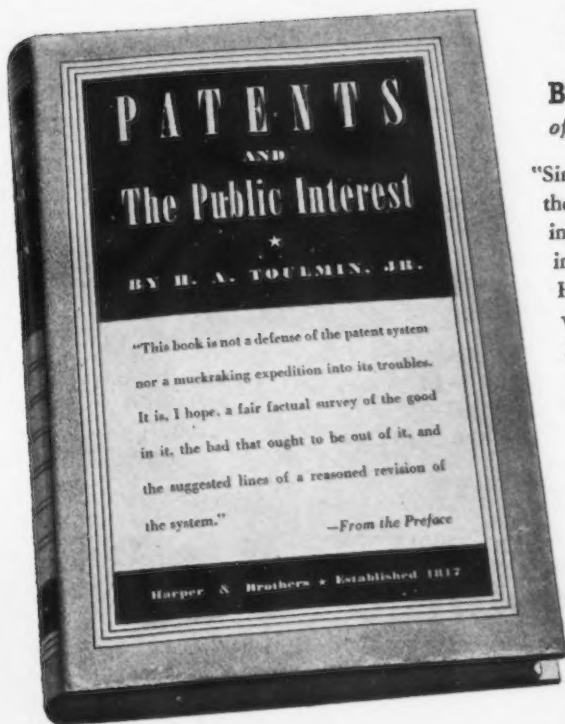 PATENTS
AND
The Public Interest
★
BY H. A. TOULMIN, JR.
"This book is not a defense of the patent system
nor a muckraking expedition into its troubles.
It is, I hope, a fair factual survey of the good
in it, the bad that ought to be out of it, and
the suggested lines of a reasoned revision of
the system."
—From the Preface
Harper & Brothers ★ Established 1817
of
in